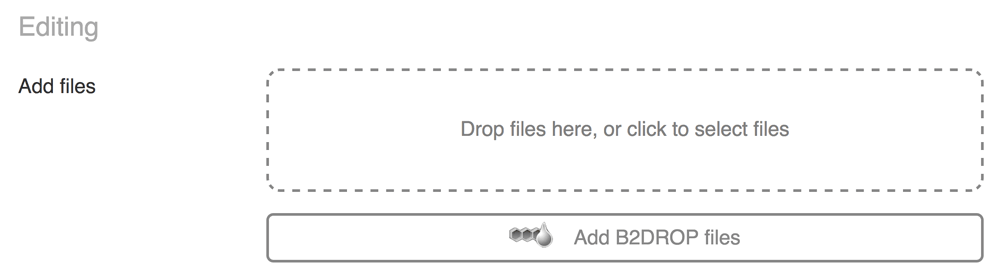 Editing
Add files
Drop files here, or click to select files
Add B2DROP files